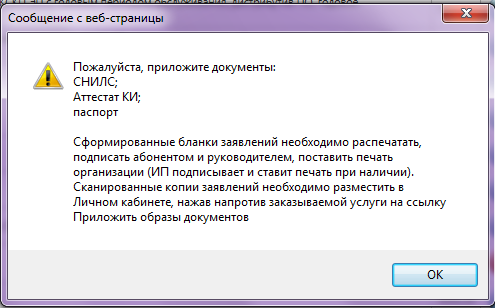 Сообщение с веб-страницы
Пожалуйста, приложите документы:
СНИЛС;
Аттестат КИ;
паспорт
Сформированные бланки заявлений необходимо распечатать,
подписать абонентом и руководителем, поставить печать
организации (ИП подписывает и ставит печать при наличии).
Сканированные копии заявлений необходимо разместить в
Личном кабинете, нажав напротив заказываемой услуги на ссылку
Приложить образы документов
OK